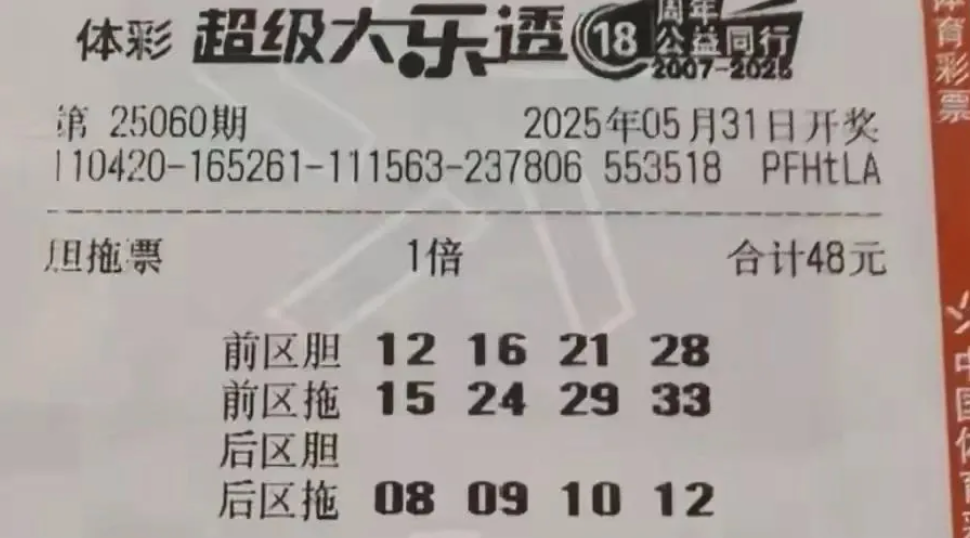 体彩 超级大乐透 18 周年
公益同行
2007-2025
第 25060期 2025年05月31日开奖
110420-165261-111563-237806 553518 PFHtLA
胆拖票 1倍 合计48元
前区胆 12 16 21 28
前区拖 15 24 29 33
后区胆
后区拖 08 09 10 12
体育彩票
中国体育彩